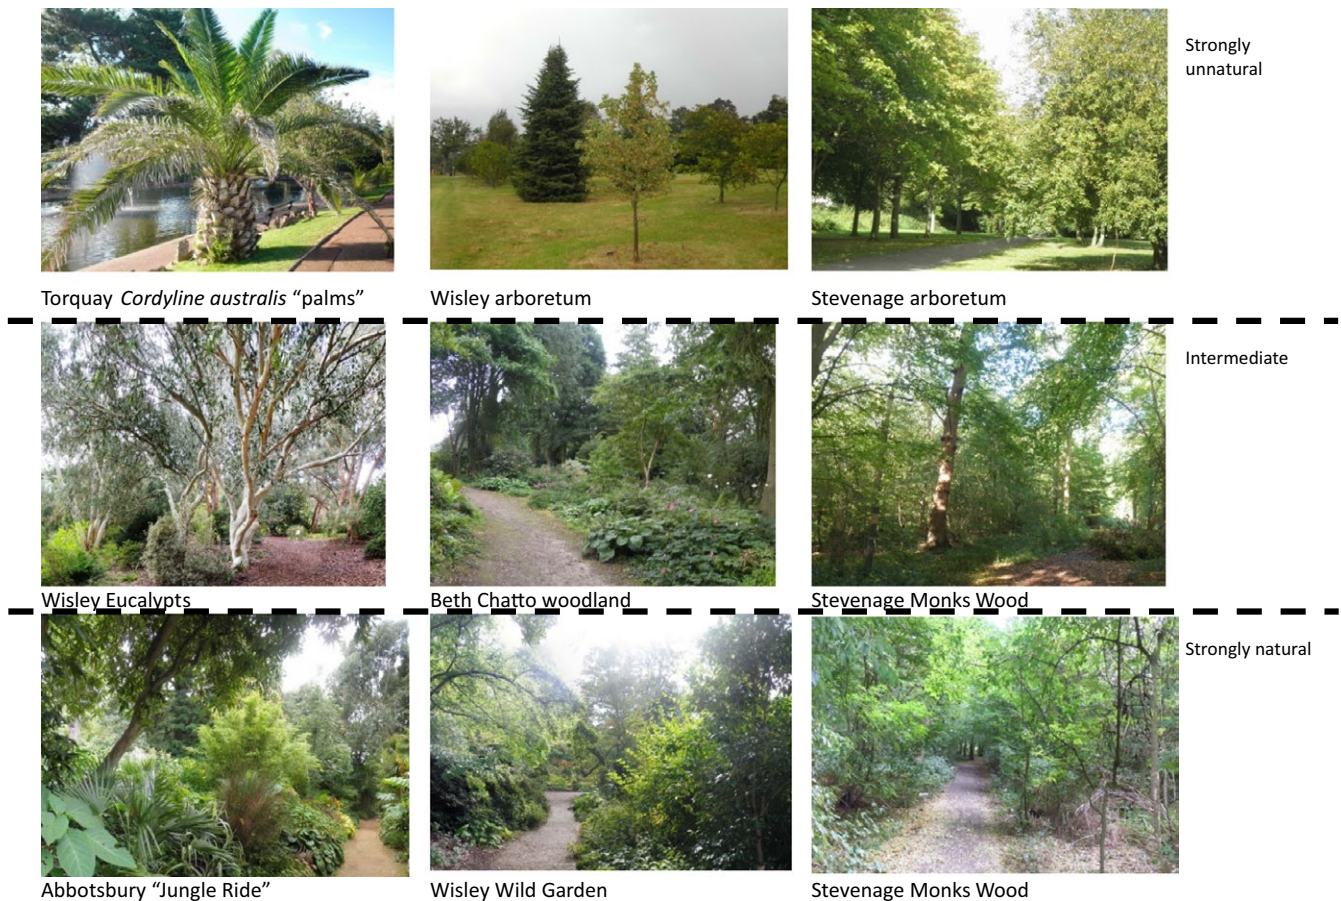 Strongly
unnatural
Torquay Cordyline australis “palms”
Wisley arboretum
Stevenage arboretum
Intermediate
Wisley Eucalypts
Beth Chatto woodland
Stevenage Monks Wood
Strongly natural
Abbotsbury “Jungle Ride”
Wisley Wild Garden
Stevenage Monks Wood